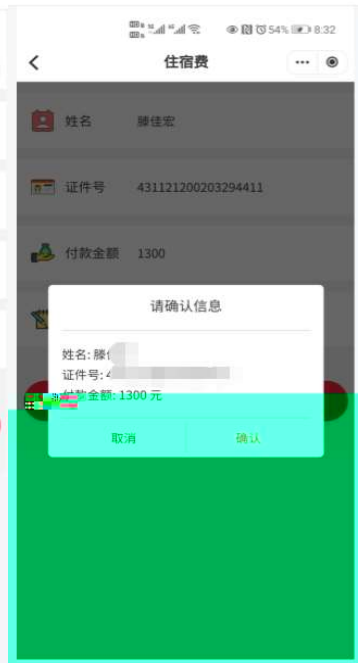 54% 8:32
住宿费
姓名 滕佳宏
证件号 431121200203294411
付款金额 1300
请确认信息
姓名: 滕
证件号: 4
付款金额: 1300 元
取消 确认